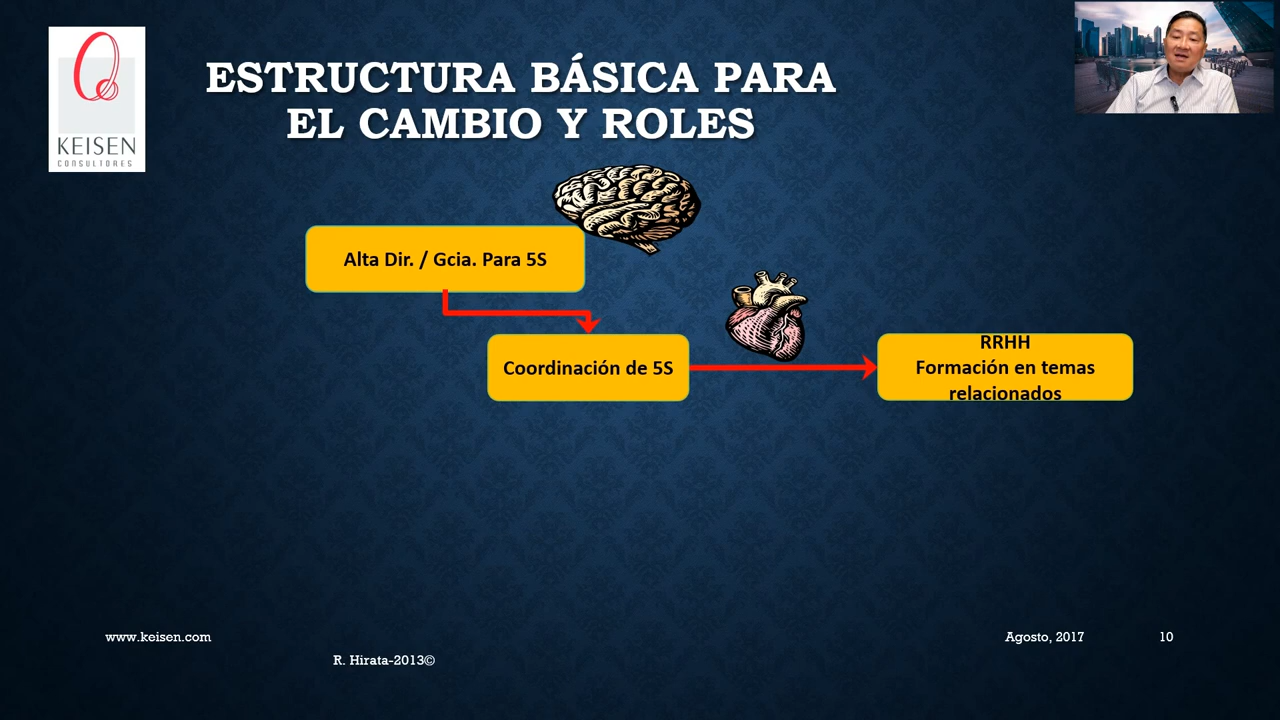 KEISEN
CONSULTORES
ESTRUCTURA BÁSICA PARA
EL CAMBIO Y ROLES
Alta Dir. / Gcia. Para 5S
Coordinación de 5S
RRHH
Formación en temas
relacionados
www.keisen.com
Agosto, 2017
10
R. Hirata-2013©